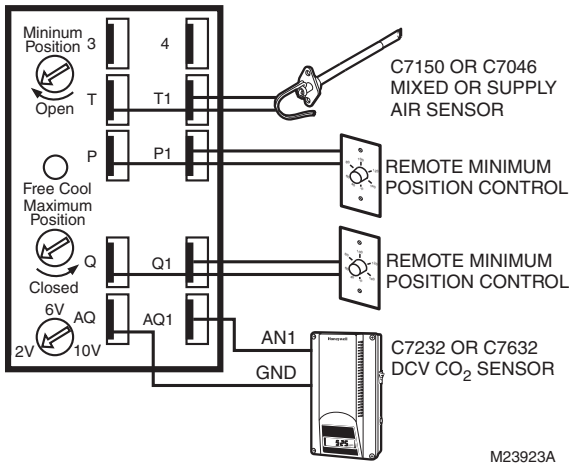 Mininum
Position
3
4
Open
T
T1
C7150 OR C7046
MIXED OR SUPPLY
AIR SENSOR
P
P1
REMOTE MINIMUM
POSITION CONTROL
Free Cool
Maximum
Position
Closed
Q
Q1
REMOTE MINIMUM
POSITION CONTROL
6V
2V
10V
AQ
AQ1
AN1
GND
Honeywell
C7232 OR C7632
DCV CO₂ SENSOR
M23923A